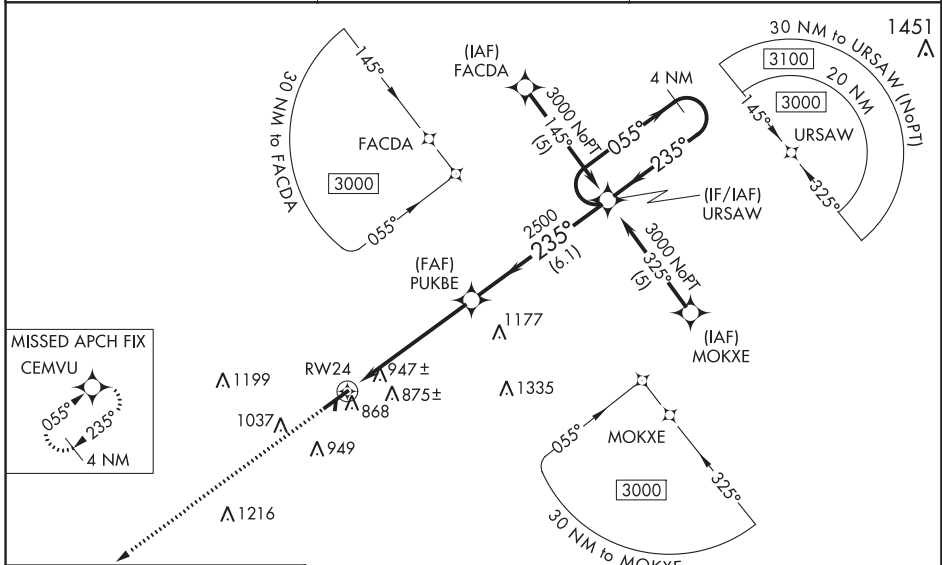 30 NM to URSAW (NoPT)
1451
3100
20 NM
3000
145°
URSAW
325°
(IAF)
FACDA
4 NM
3000 NoPT
145°
(5)
055°
235°
145°
FACDA
30 NM to FACDA
3000
055°
(IF/IAF)
URSAW
2500
235°
(6.1)
3000 NoPT
325°
(5)
(IAF)
MOKXE
(FAF)
PUKBE
1177
MISSED APCH FIX
CEMVU
055°
235°
4 NM
1199
RW24
947±
875±
868
1335
1037
949
1216
055°
MOKXE
325°
3000
30 NM to MOKXE